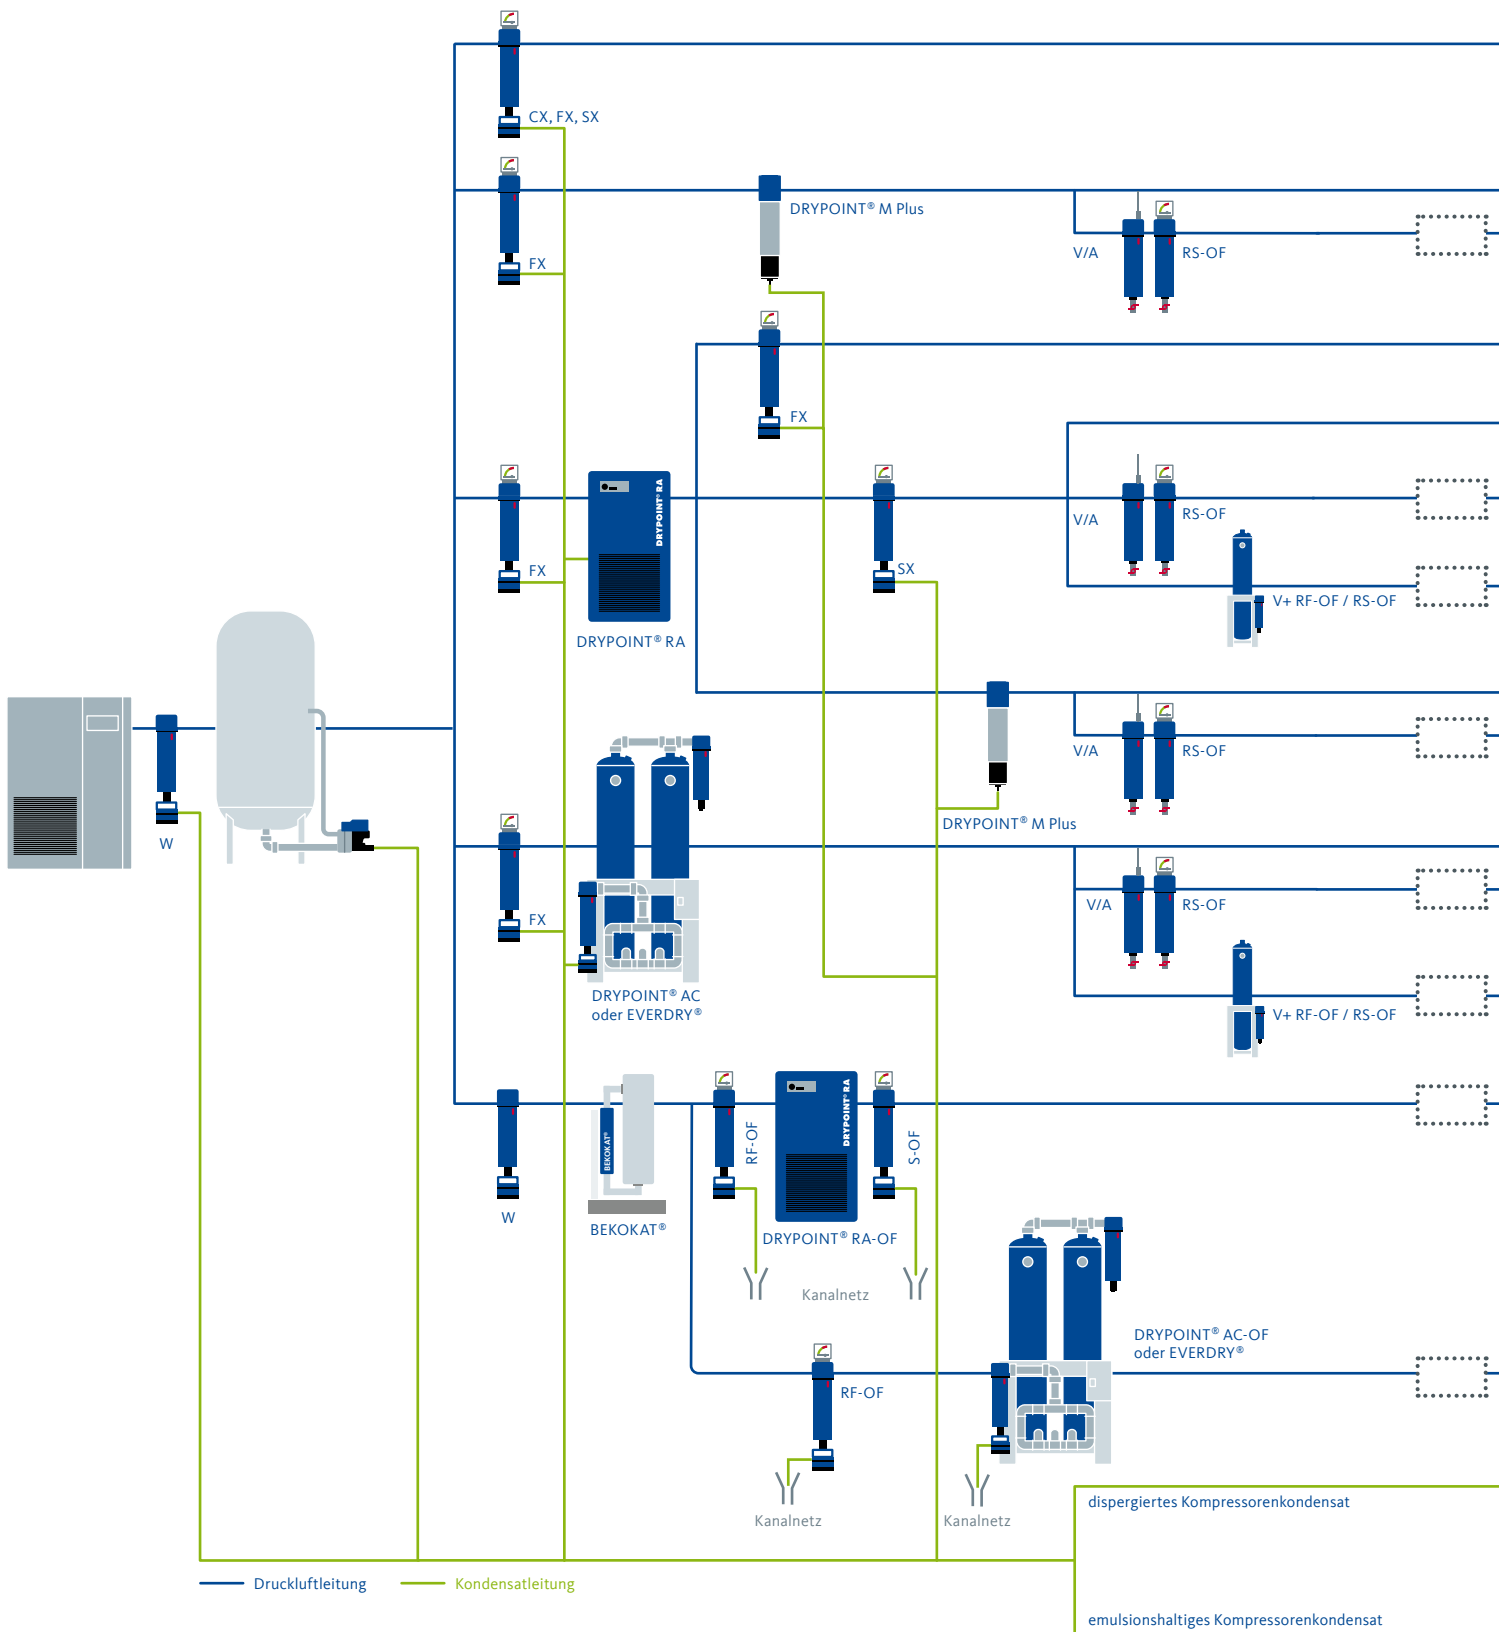 CX, FX, SX
DRYPOINT® M Plus
FX
V/A
RS-OF
FX
DRYPOINT® RA
V/A
RS-OF
FX
SX
V+ RF-OF / RS-OF
DRYPOINT® RA
V/A
RS-OF
DRYPOINT® M Plus
W
V/A
RS-OF
FX
DRYPOINT® AC
oder EVERDRY®
V+ RF-OF / RS-OF
BEKOKAT®
RF-OF
DRYPOINT® RA
S-OF
W
BEKOKAT®
DRYPOINT® RA-OF
Kanalnetz
DRYPOINT® AC-OF
oder EVERDRY®
RF-OF
Kanalnetz
Kanalnetz
dispergiertes Kompressorenkondensat
Druckluftleitung
Kondensatleitung
emulsionshaltiges Kompressorenkondensat